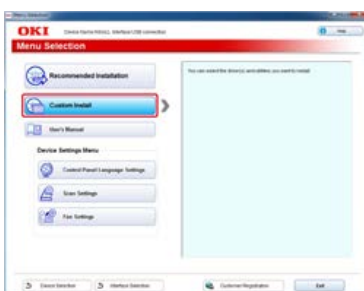 Menu Selection
OKI
Menu Selection
Recommended Installation
Custom Install
User's Manual
You can select the driver(s) and utilities you want to install.
Device Settings Menu
Control Panel Language Settings
Scan Settings
Fax Settings
Device Selection
Interface Selection
Customer Registration
Exit